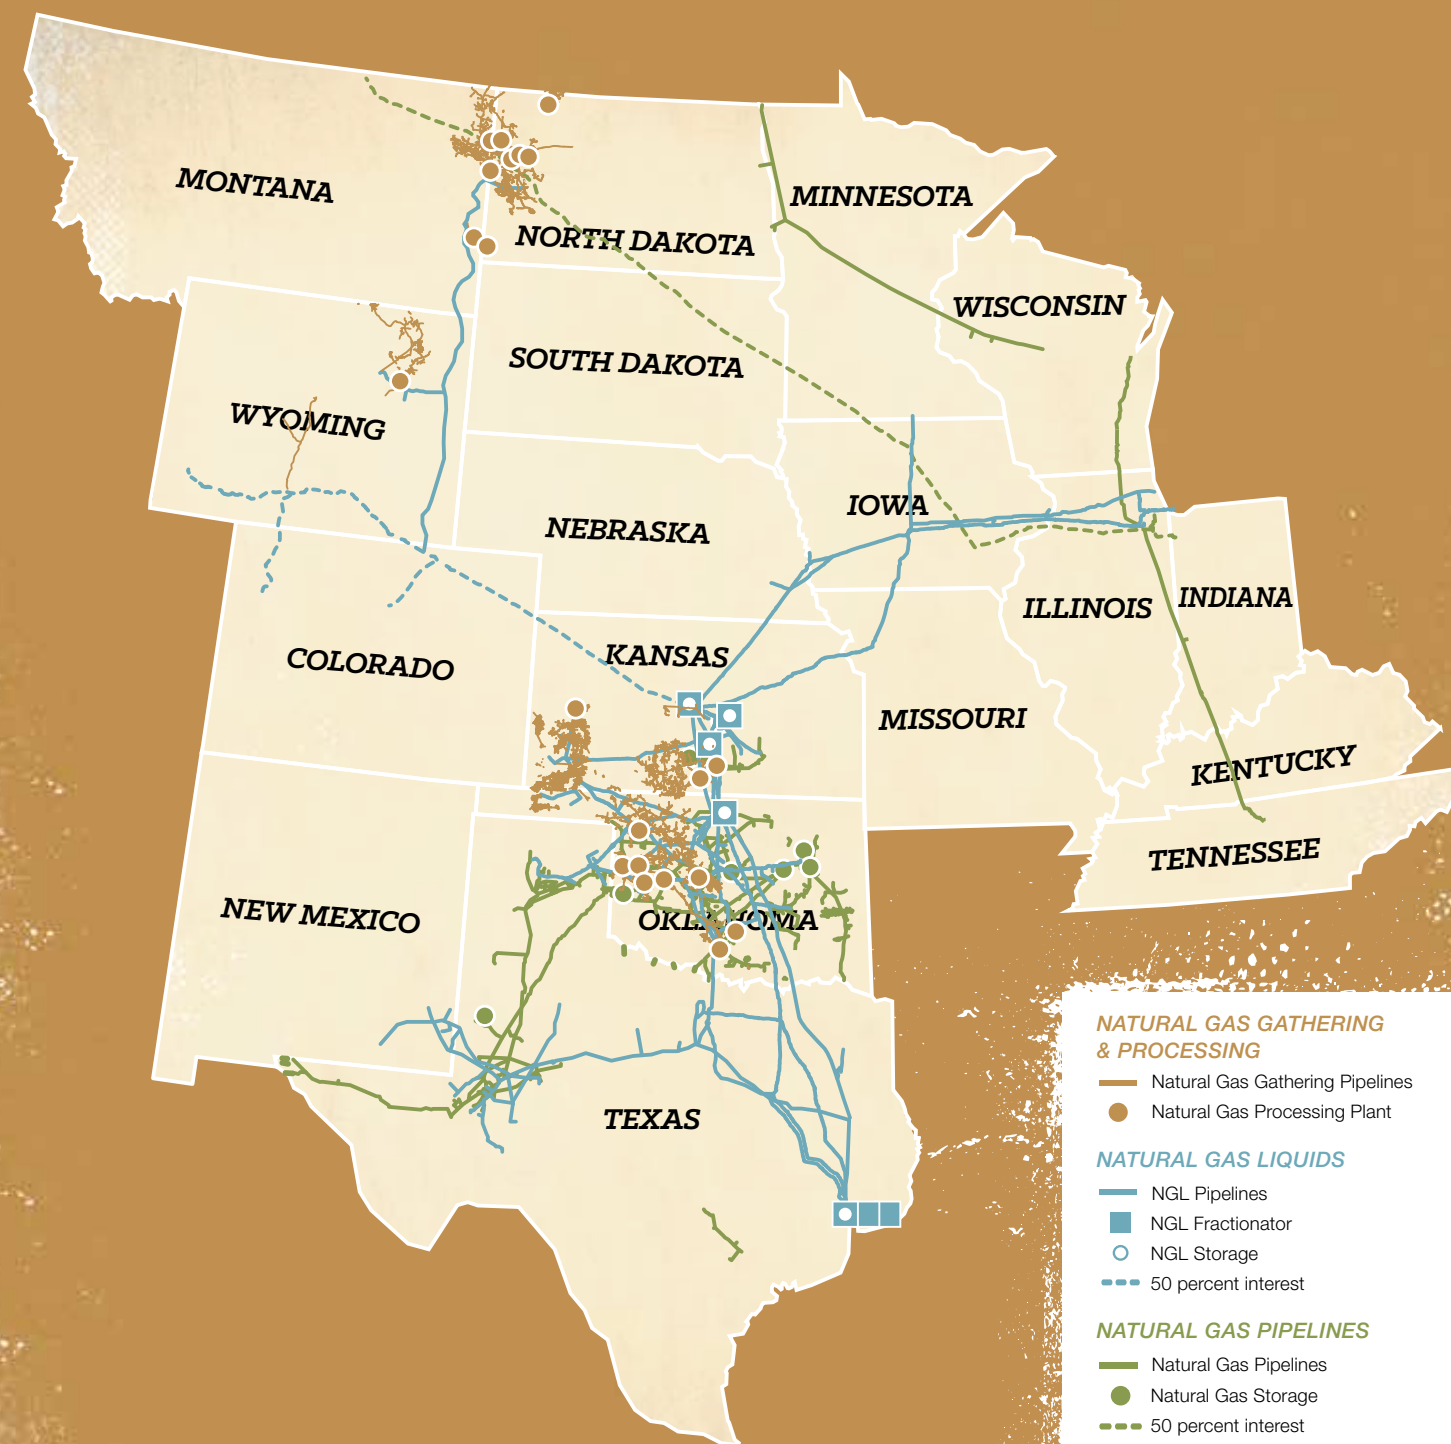 MONTANA
MINNESOTA
NORTH DAKOTA
WISCONSIN
SOUTH DAKOTA
WYOMING
IOWA
NEBRASKA
ILLINOIS
INDIANA
COLORADO
KANSAS
MISSOURI
KENTUCKY
TENNESSEE
NEW MEXICO
OKLAHOMA
TEXAS
NATURAL GAS GATHERING
& PROCESSING
Natural Gas Gathering Pipelines
Natural Gas Processing Plant
NATURAL GAS LIQUIDS
NGL Pipelines
NGL Fractionator
NGL Storage
50 percent interest
NATURAL GAS PIPELINES
Natural Gas Pipelines
Natural Gas Storage
50 percent interest